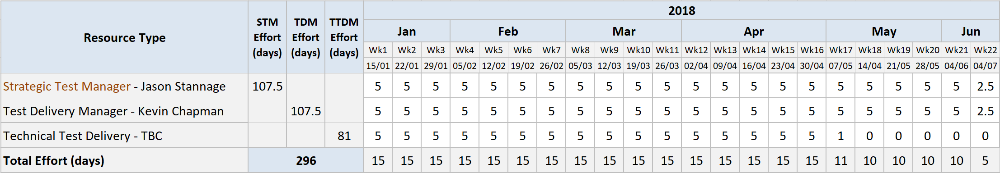 2018
Resource Type STM Effort (days) TDM Effort (days) TTDM Effort (days) Jan Feb Mar Apr May Jun
Wk1 Wk2 Wk3 Wk4 Wk5 Wk6 Wk7 Wk8 Wk9 Wk10 Wk11 Wk12 Wk13 Wk14 Wk15 Wk16 Wk17 Wk18 Wk19 Wk20 Wk21 Wk22
15/01 22/01 29/01 05/02 12/02 19/02 26/02 05/03 12/03 19/03 26/03 02/04 09/04 16/04 23/04 30/04 07/05 14/04 21/05 28/05 04/06 04/07
Strategic Test Manager - Jason Stannage 107.5 5 5 5 5 5 5 5 5 5 5 5 5 5 5 5 5 5 5 5 5 5 2.5
Test Delivery Manager - Kevin Chapman 107.5 5 5 5 5 5 5 5 5 5 5 5 5 5 5 5 5 5 5 5 5 5 2.5
Technical Test Delivery - TBC 81 5 5 5 5 5 5 5 5 5 5 5 5 5 5 5 5 1 0 0 0 0 0
Total Effort (days) 296 15 15 15 15 15 15 15 15 15 15 15 15 15 15 15 15 11 10 10 10 10 5